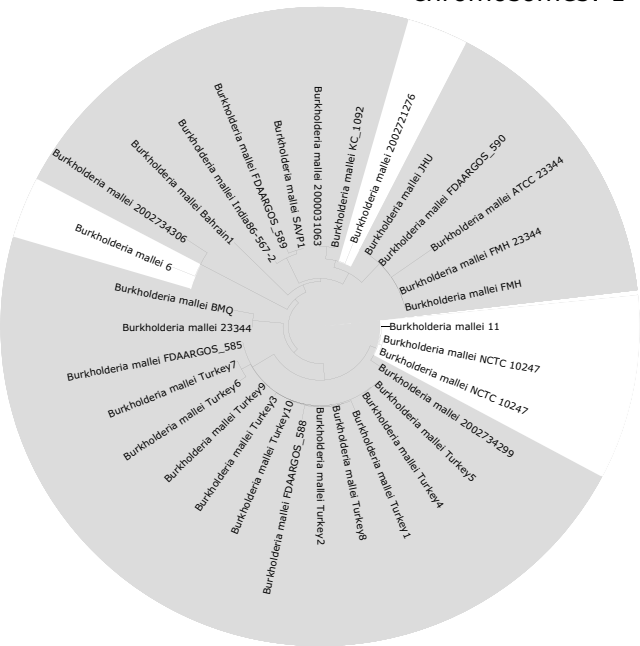 Burkholderia mallei KC_1092
Burkholderia mallei 2002721276
Burkholderia mallei JHU
Burkholderia mallei FDAARGOS_590
Burkholderia mallei ATCC 23344
Burkholderia mallei FMH 23344
Burkholderia mallei FMH
Burkholderia mallei 11
Burkholderia mallei NCTC 10247
Burkholderia mallei NCTC 10247
Burkholderia mallei 2002734299
Burkholderia mallei Turkey5
Burkholderia mallei Turkey4
Burkholderia mallei Turkey1
Burkholderia mallei Turkey8
Burkholderia mallei Turkey2
Burkholderia mallei FDAARGOS_588
Burkholderia mallei Turkey10
Burkholderia mallei Turkey3
Burkholderia mallei Turkey9
Burkholderia mallei Turkey6
Burkholderia mallei Turkey7
Burkholderia mallei FDAARGOS_585
Burkholderia mallei 23344
Burkholderia mallei BMQ
Burkholderia mallei 6
Burkholderia mallei 2002734306
Burkholderia mallei Bahrain1
Burkholderia mallei India86-567-2
Burkholderia mallei FDAARGOS_589
Burkholderia mallei SAVP1
Burkholderia mallei 2000031063